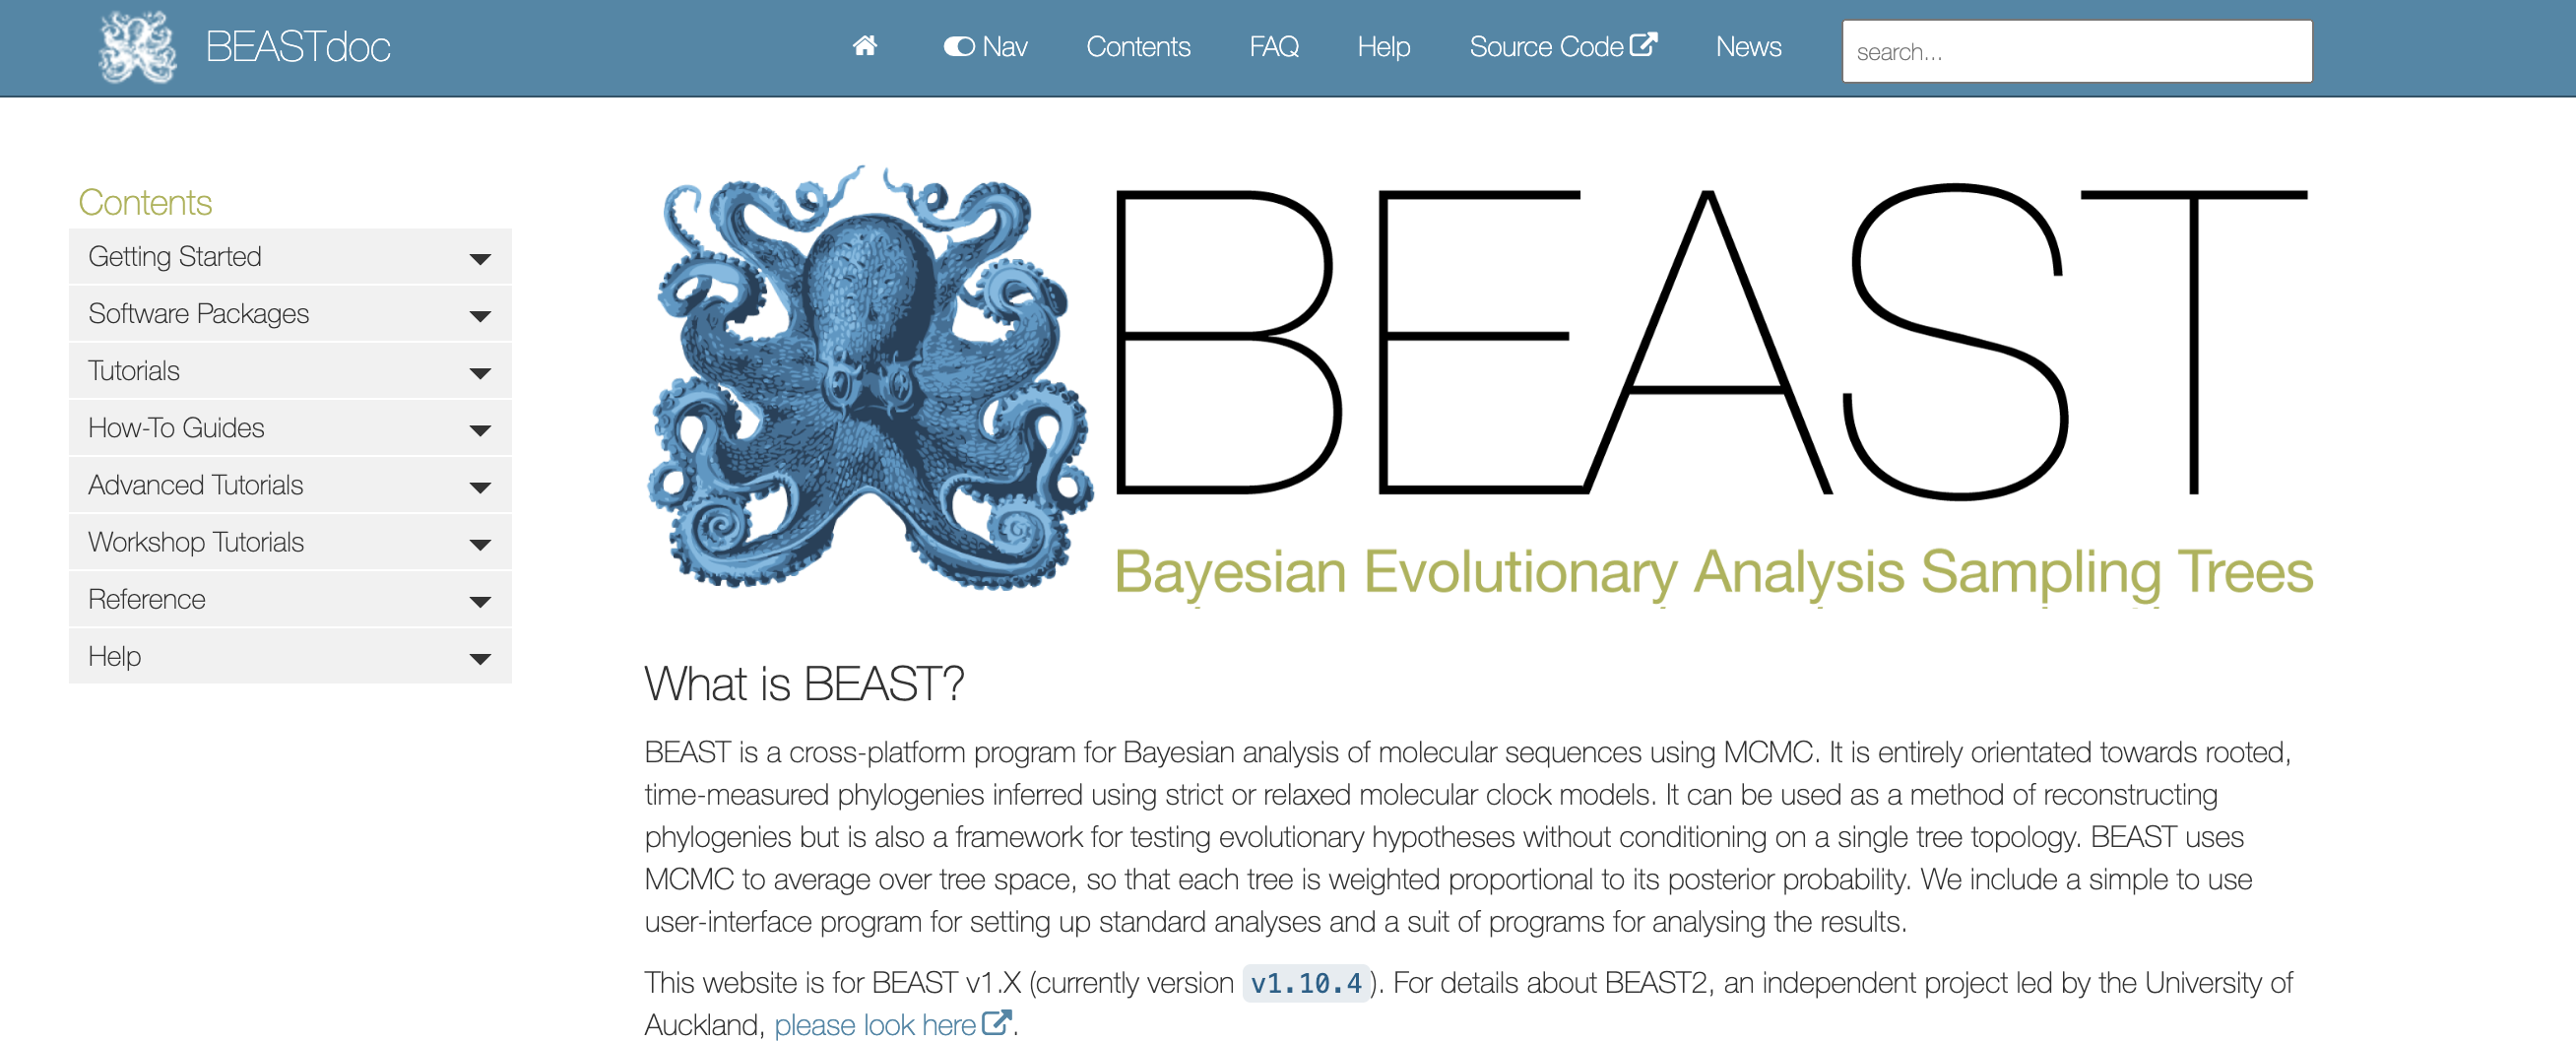 BEASTdoc
Nav
Contents
FAQ
Help
Source Code
News
search...
Contents
Getting Started
Software Packages
Tutorials
How-To Guides
Advanced Tutorials
Workshop Tutorials
Reference
Help
BEAST
Bayesian Evolutionary Analysis Sampling Trees
What is BEAST?
BEAST is a cross-platform program for Bayesian analysis of molecular sequences using MCMC. It is entirely orientated towards rooted,
time-measured phylogenies inferred using strict or relaxed molecular clock models. It can be used as a method of reconstructing
phylogenies but is also a framework for testing evolutionary hypotheses without conditioning on a single tree topology. BEAST uses
MCMC to average over tree space, so that each tree is weighted proportional to its posterior probability. We include a simple to use
user-interface program for setting up standard analyses and a suit of programs for analysing the results.
This website is for BEAST v1.X (currently version v1.10.4). For details about BEAST2, an independent project led by the University of
Auckland, please look here.